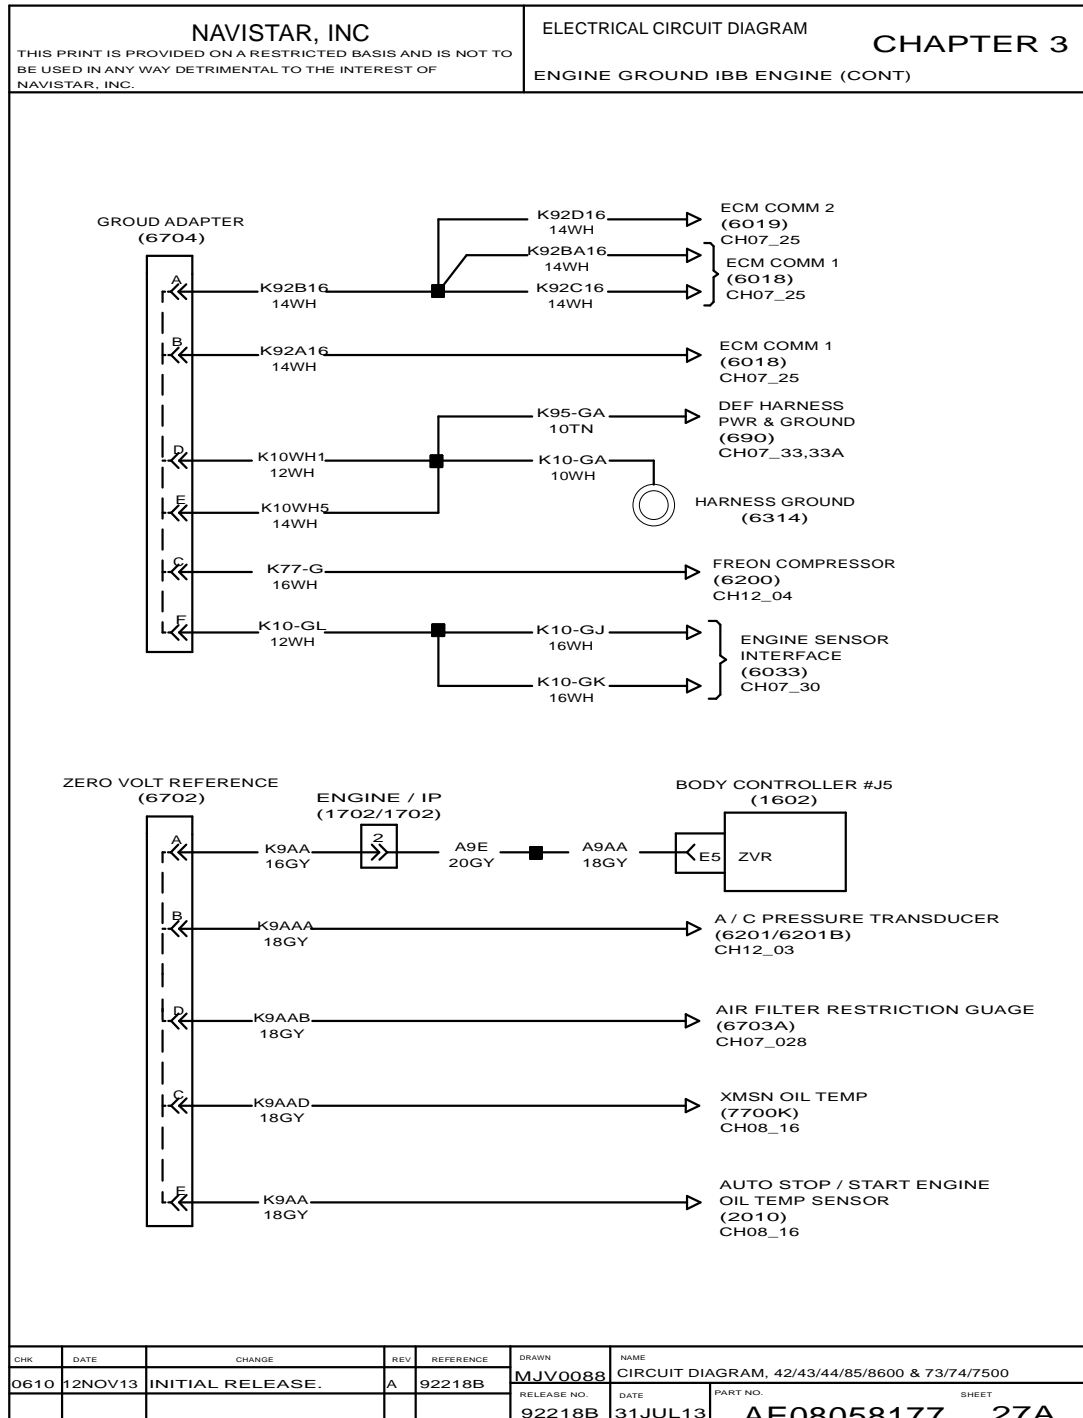 NAVISTAR, INC
THIS PRINT IS PROVIDED ON A RESTRICTED BASIS AND IS NOT TO
BE USED IN ANY WAY DETRIMENTAL TO THE INTEREST OF
NAVISTAR, INC.
ELECTRICAL CIRCUIT DIAGRAM
CHAPTER 3
ENGINE GROUND IBB ENGINE (CONT)
GROUD ADAPTER
(6704)
A
K92B16
14WH
K92D16
14WH
ECM COMM 2
(6019)
CH07_25
K92BA16
14WH
K92C16
14WH
ECM COMM 1
(6018)
CH07_25
B
K92A16
14WH
ECM COMM 1
(6018)
CH07_25
K95-GA
10TN
DEF HARNESS
PWR & GROUND
(690)
CH07_33,33A
D
K10WH1
12WH
K10-GA
10WH
E
K10WH5
14WH
HARNESS GROUND
(6314)
C
K77-G
16WH
FREON COMPRESSOR
(6200)
CH12_04
F
K10-GL
12WH
K10-GJ
16WH
K10-GK
16WH
ENGINE SENSOR
INTERFACE
(6033)
CH07_30
ZERO VOLT REFERENCE
(6702)
ENGINE / IP
(1702/1702)
BODY CONTROLLER #J5
(1602)
A
K9AA
16GY
2
A9E
20GY
A9AA
18GY
E5
ZVR
B
K9AAA
18GY
A / C PRESSURE TRANSDUCER
(6201/6201B)
CH12_03
D
K9AAB
18GY
AIR FILTER RESTRICTION GUAGE
(6703A)
CH07_028
C
K9AAD
18GY
XMSN OIL TEMP
(7700K)
CH08_16
E
K9AA
18GY
AUTO STOP / START ENGINE
OIL TEMP SENSOR
(2010)
CH08_16
CHK DATE CHANGE REV REFERENCE
0610 12NOV13 INITIAL RELEASE. A 92218B
DRAWN
MJV0088
NAME
CIRCUIT DIAGRAM, 42/43/44/85/8600 & 73/74/7500
RELEASE NO.
92218B
DATE
31JUL13
PART NO.
AE08058177
SHEET
27A